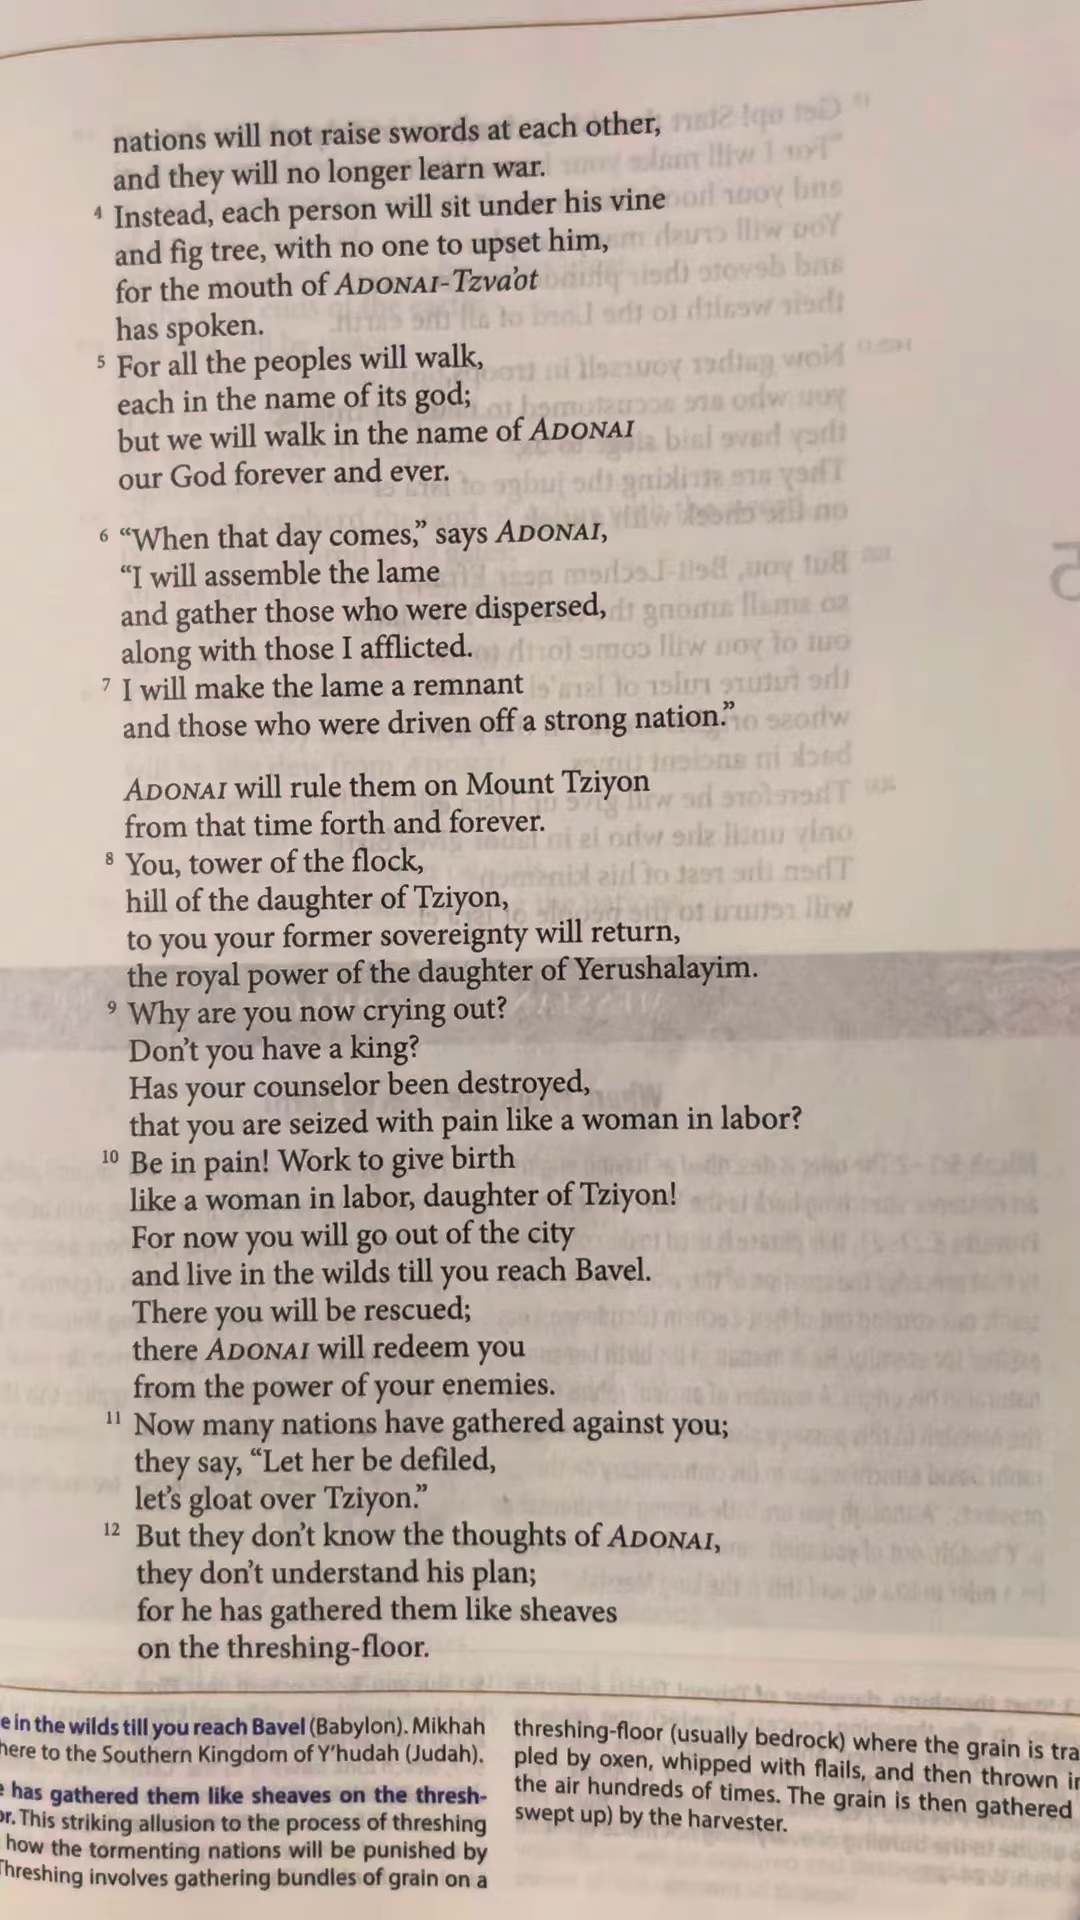 nations will not raise swords at each other,
and they will no longer learn war.
4 Instead, each person will sit under his vine
and fig tree, with no one to upset him,
for the mouth of ADONAI-Tzva'ot
has spoken.
5 For all the peoples will walk,
each in the name of its god;
but we will walk in the name of ADONAI
our God forever and ever.
6 “When that day comes,” says ADONAI,
“I will assemble the lame
and gather those who were dispersed,
along with those I afflicted.
7 I will make the lame a remnant
and those who were driven off a strong nation.”
ADONAI will rule them on Mount Tziyon
from that time forth and forever.
8 You, tower of the flock,
hill of the daughter of Tziyon,
to you your former sovereignty will return,
the royal power of the daughter of Yerushalayim.
9 Why are you now crying out?
Don’t you have a king?
Has your counselor been destroyed,
that you are seized with pain like a woman in labor?
10 Be in pain! Work to give birth
like a woman in labor, daughter of Tziyon!
For now you will go out of the city
and live in the wilds till you reach Bavel.
There you will be rescued;
there ADONAI will redeem you
from the power of your enemies.
11 Now many nations have gathered against you;
they say, “Let her be defiled,
let’s gloat over Tziyon.”
12 But they don’t know the thoughts of ADONAI,
they don’t understand his plan;
for he has gathered them like sheaves
on the threshing-floor.
e in the wilds till you reach Bavel (Babylon). Mikhah
here to the Southern Kingdom of Y’hudah (Judah).
e has gathered them like sheaves on the thresh-
or. This striking allusion to the process of threshing
how the tormenting nations will be punished by
Threshing involves gathering bundles of grain on a
threshing-floor (usually bedrock) where the grain is tra
pled by oxen, whipped with flails, and then thrown in
the air hundreds of times. The grain is then gathered
swept up) by the harvester.